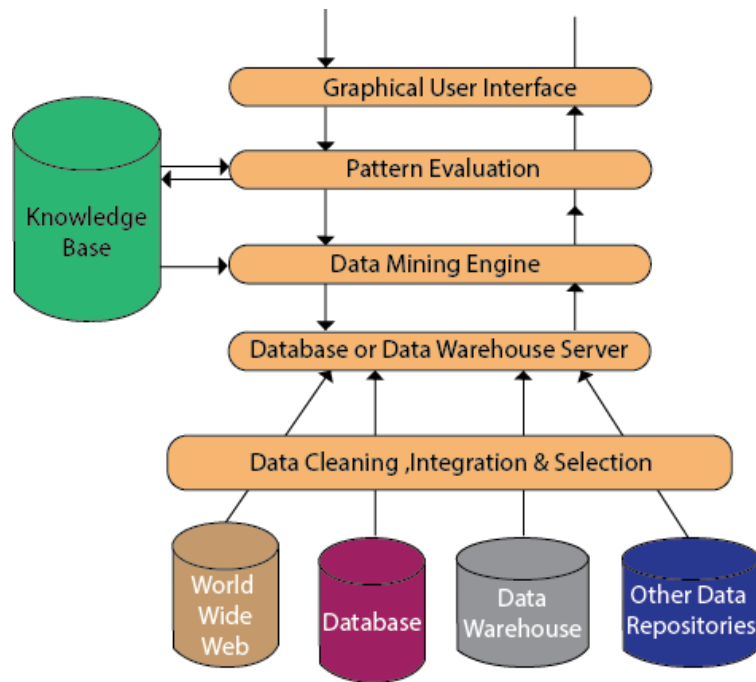 Graphical User Interface
Pattern Evaluation
Knowledge
Base
Data Mining Engine
Database or Data Warehouse Server
Data Cleaning ,Integration & Selection
World
Wide
Web
Database
Data
Warehouse
Other Data
Repositories